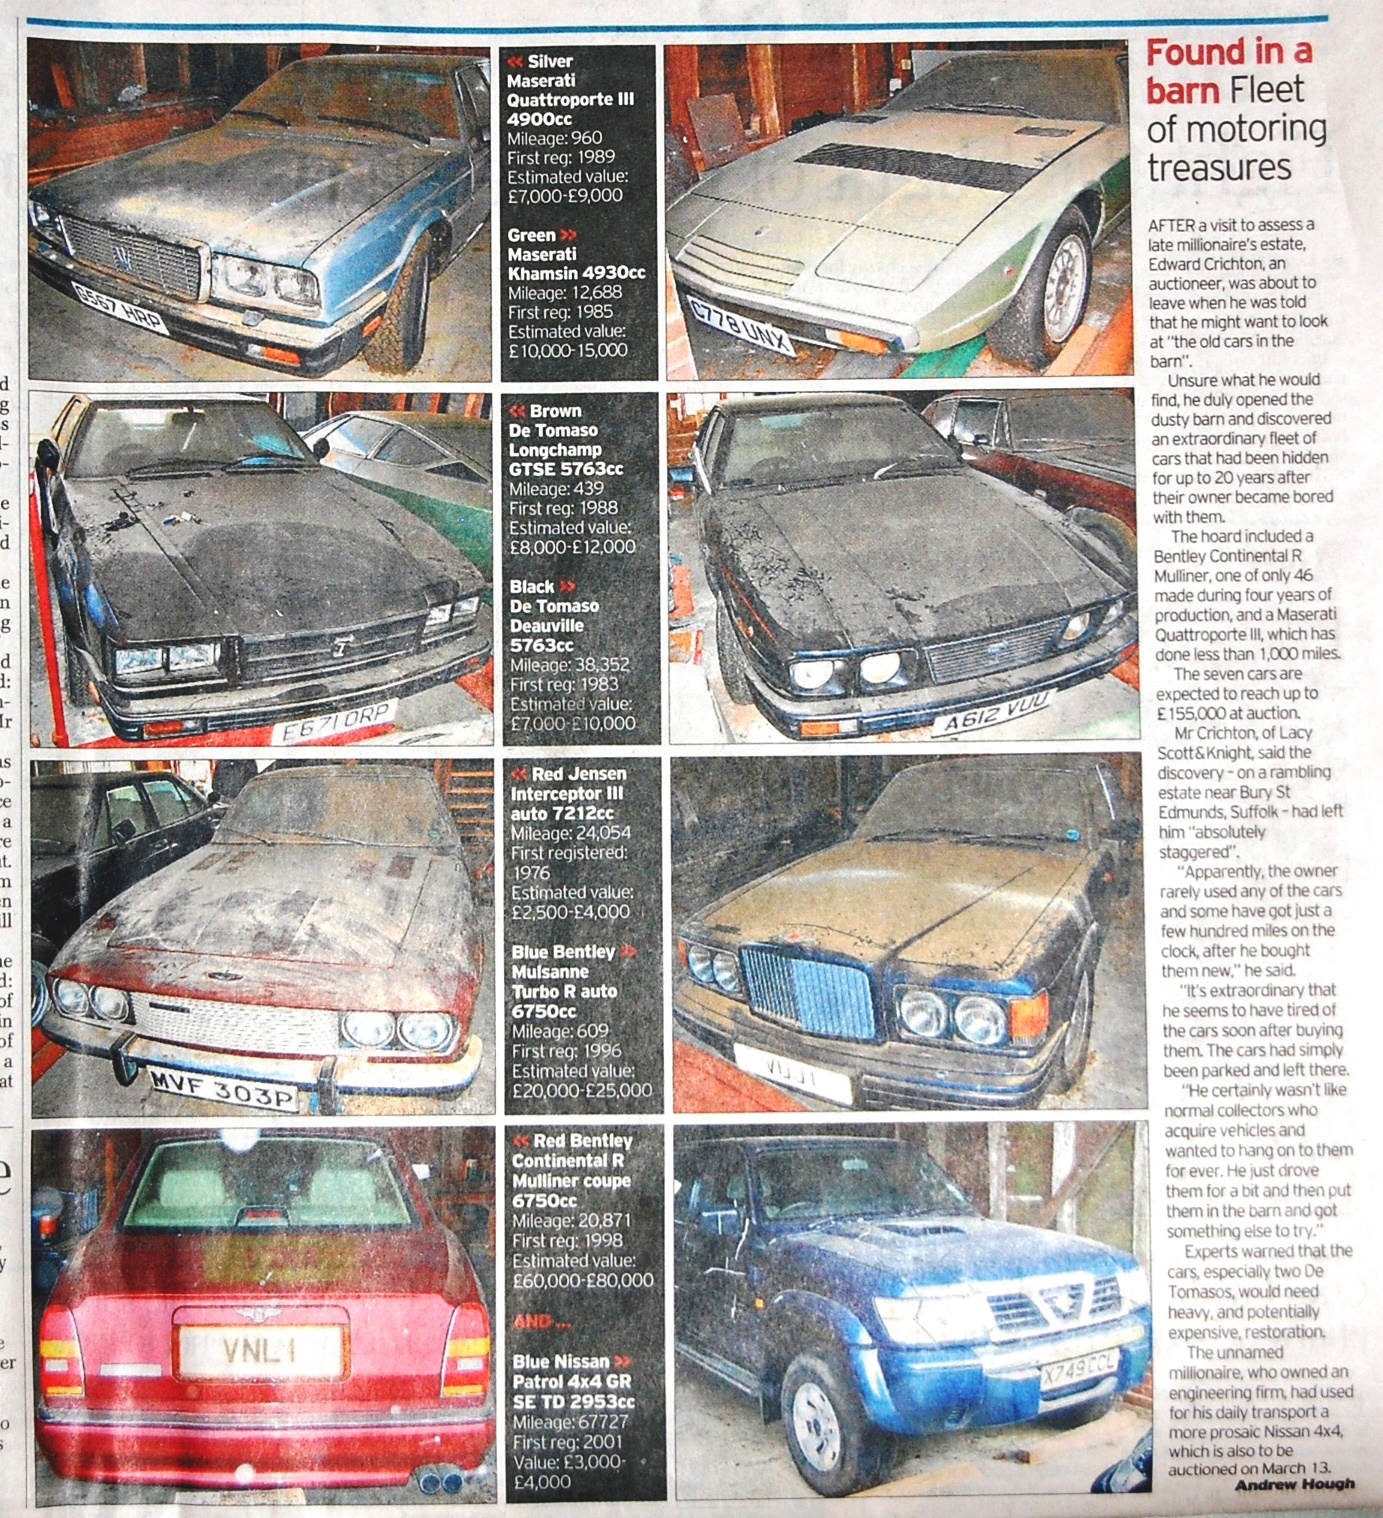 « Silver
Maserati
Quattroporte III
4900cc
Mileage: 960
First reg: 1989
Estimated value:
£7,000-£9,000
Green »
Maserati
Khamsin 4930cc
Mileage: 12,688
First reg: 1985
Estimated value:
£10,000-15,000
G567 HRP
C778 UNX
« Brown
De Tomaso
Longchamp
GTSE 5763cc
Mileage: 439
First reg: 1988
Estimated value:
£8,000-£12,000
Black »
De Tomaso
Deauville
5763cc
Mileage: 38,352
First reg: 1983
Estimated value:
£7,000-£10,000
E671 ORP
A612 VUU
« Red Jensen
Interceptor III
auto 7212cc
Mileage: 24,054
First registered:
1976
Estimated value:
£2,500-£4,000
Blue Bentley »
Mulsanne
Turbo R auto
6750cc
Mileage: 609
First reg: 1996
Estimated value:
£20,000-£25,000
MVF 303P
« Red Bentley
Continental R
Mulliner coupe
6750cc
Mileage: 20,871
First reg: 1998
Estimated value:
£60,000-£80,000
AND ...
Blue Nissan »
Patrol 4x4 GR
SE TD 2953cc
Mileage: 67727
First reg: 2001
Value: £3,000-
£4,000
VNL 1
X749 CCL
Found in a
barn Fleet
of motoring
treasures
AFTER a visit to assess a
late millionaire's estate,
Edward Crichton, an
auctioneer, was about to
leave when he was told
that he might want to look
at "the old cars in the
barn".
Unsure what he would
find, he duly opened the
dusty barn and discovered
an extraordinary fleet of
cars that had been hidden
for up to 20 years after
their owner became bored
with them.
The hoard included a
Bentley Continental R
Mulliner, one of only 46
made during four years of
production, and a Maserati
Quattroporte III, which has
done less than 1,000 miles.
The seven cars are
expected to reach up to
£155,000 at auction.
Mr Crichton, of Lacy
Scott&Knight, said the
discovery - on a rambling
estate near Bury St
Edmunds, Suffolk - had left
him "absolutely
staggered".
"Apparently, the owner
rarely used any of the cars
and some have got just a
few hundred miles on the
clock, after he bought
them new," he said.
"It's extraordinary that
he seems to have tired of
the cars soon after buying
them. The cars had simply
been parked and left there.
"He certainly wasn't like
normal collectors who
acquire vehicles and
wanted to hang on to them
for ever. He just drove
them for a bit and then put
them in the barn and got
something else to try."
Experts warned that the
cars, especially two De
Tomasos, would need
heavy, and potentially
expensive, restoration.
The unnamed
millionaire, who owned an
engineering firm, had used
for his daily transport a
more prosaic Nissan 4x4,
which is also to be
auctioned on March 13.
Andrew Hough